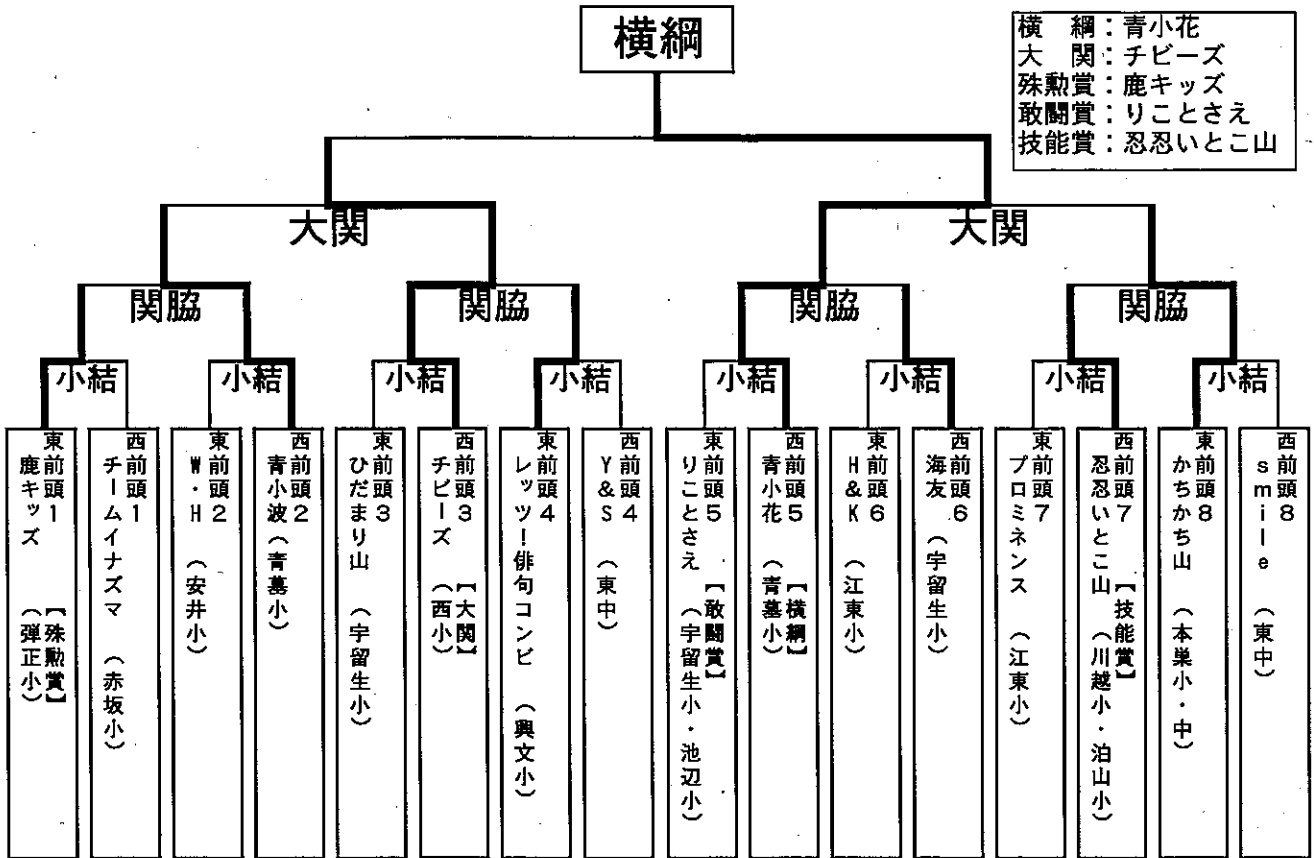 横綱
横　綱：青小花
大　関：チビーズ
殊勲賞：鹿キッズ
敢闘賞：りことさえ
技能賞：忍忍いとこ山
大関
大関
関脇
関脇
関脇
関脇
小結
小結
小結
小結
小結
小結
小結
小結
東前頭1
鹿キッズ
【殊勲賞】
（弾正小）
西前頭1
チームイナズマ （赤坂小）
東前頭2
W・H （安井小）
西前頭2
青小波（青墓小）
東前頭3
ひだまり山 （宇留生小）
西前頭3
チビーズ
【大関】
（西小）
東前頭4
レッツ！俳句コンビ （興文小）
西前頭4
Y＆S （東中）
東前頭5
りことさえ
【敢闘賞】
（宇留生小・池辺小）
西前頭5
青小花
【横綱】
（青墓小）
東前頭6
H＆K （江東小）
西前頭6
海友 （宇留生小）
東前頭7
プロミネンス （江東小）
西前頭7
忍忍いとこ山
【技能賞】
（川越小・泊山小）
東前頭8
かちかち山 （本巣小・中）
西前頭8
smile （東中）